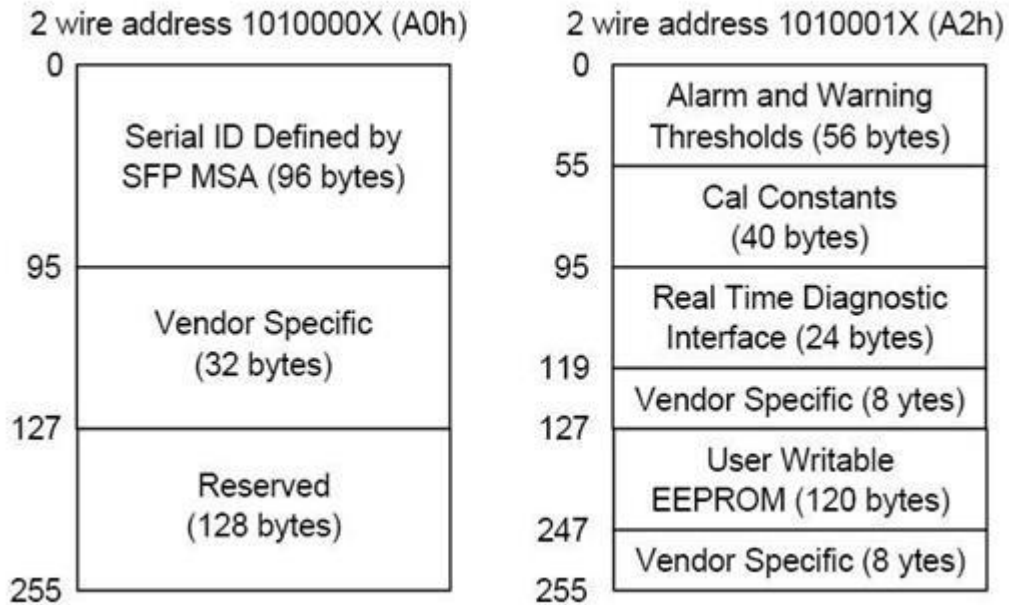 2 wire address 1010000X (A0h)
0
Serial ID Defined by
SFP MSA (96 bytes)
95
Vendor Specific
(32 bytes)
127
Reserved
(128 bytes)
255
2 wire address 1010001X (A2h)
0
Alarm and Warning
Thresholds (56 bytes)
55
Cal Constants
(40 bytes)
95
Real Time Diagnostic
Interface (24 bytes)
119
Vendor Specific (8 ytes)
127
User Writable
EEPROM (120 bytes)
247
Vendor Specific (8 ytes)
255